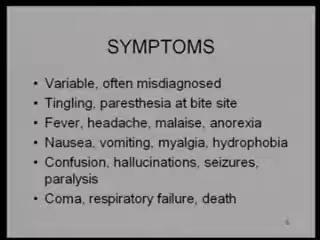 SYMPTOMS
• Variable, often misdiagnosed
• Tingling, paresthesia at bite site
• Fever, headache, malaise, anorexia
• Nausea, vomiting, myalgia, hydrophobia
• Confusion, hallucinations, seizures,
paralysis
• Coma, respiratory failure, death